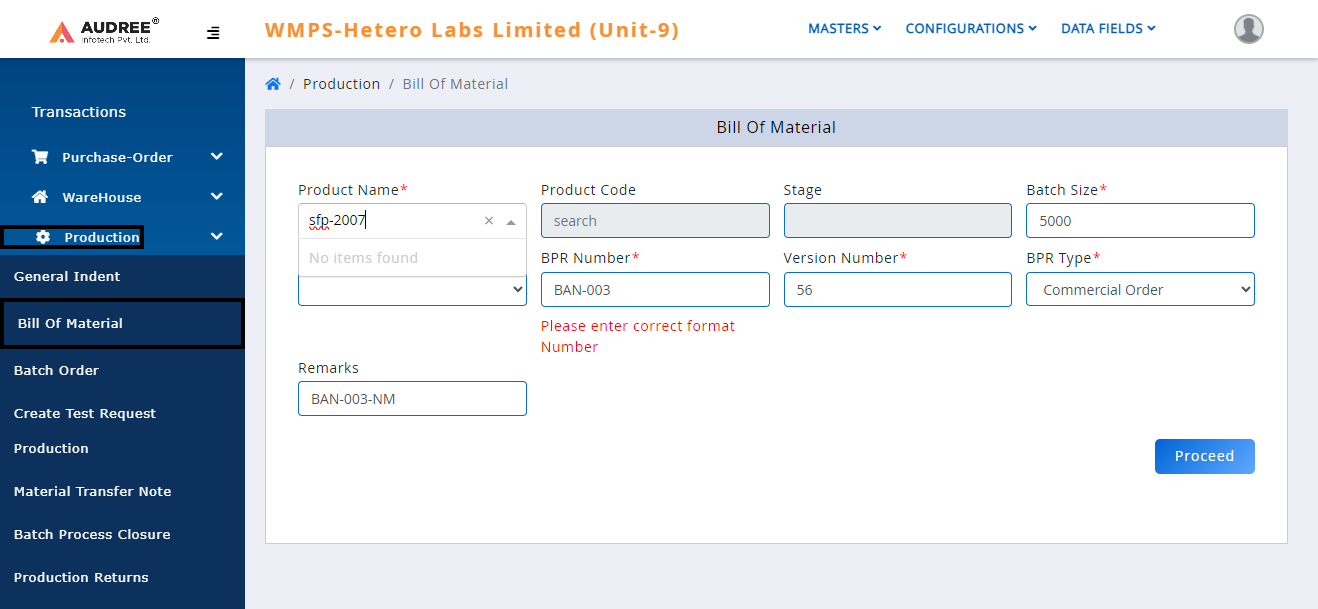 AUDREE®
Infotech Pvt. Ltd.
WMPS-Hetero Labs Limited (Unit-9)
MASTERS
CONFIGURATIONS
DATA FIELDS
Transactions
Purchase-Order
WareHouse
Production
General Indent
Bill Of Material
Batch Order
Create Test Request
Production
Material Transfer Note
Batch Process Closure
Production Returns
/ Production / Bill Of Material
Bill Of Material
Product Name*
Product Code
Stage
Batch Size*
sfp-2007
×
search
5000
No items found
BPR Number*
Version Number*
BPR Type*
BAN-003
56
Commercial Order
Please enter correct format
Number
Remarks
BAN-003-NM
Proceed